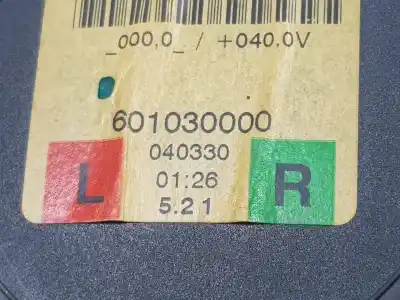 _000,0_ / +040.0V
601030000
040330
L
01:26
R
5.21